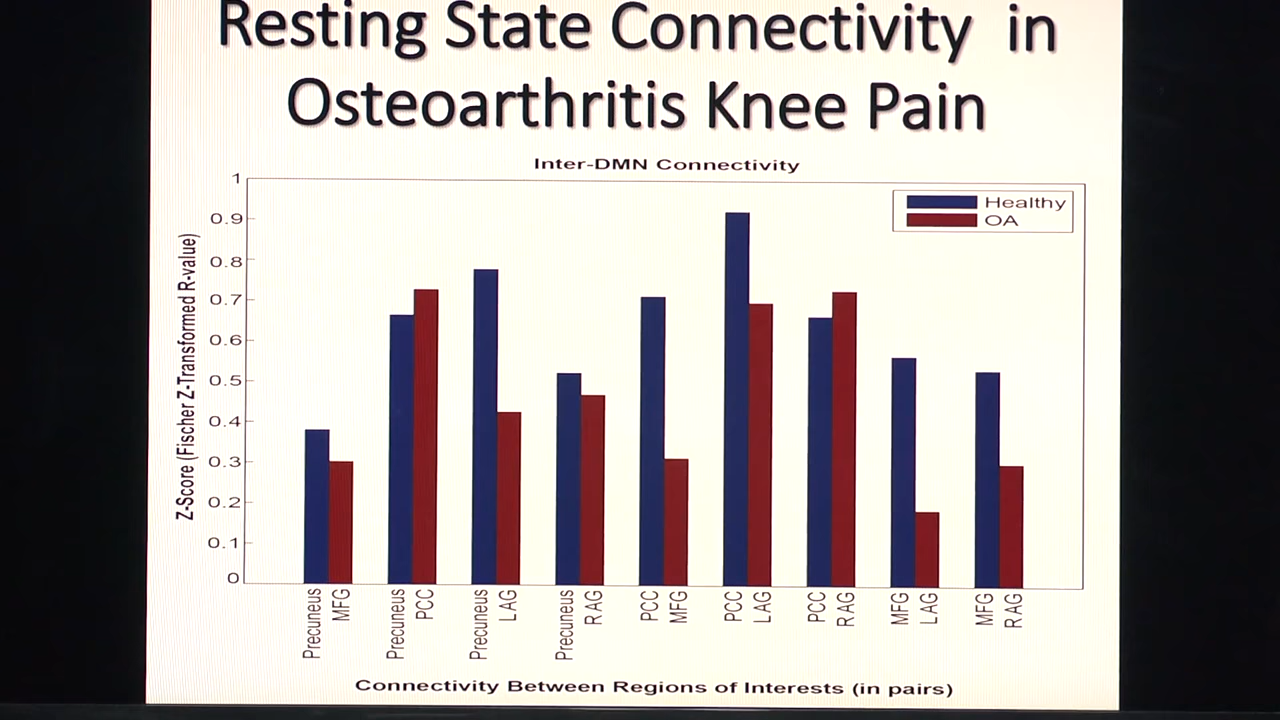 Resting State Connectivity in
Osteoarthritis Knee Pain
Inter-DMN Connectivity
Healthy
OA
Z-Score (Fischer Z-Transformed R-value)
1
0.9
0.8
0.7
0.6
0.5
0.4
0.3
0.2
0.1
0
Precuneus
MFG
Precuneus
PCC
Precuneus
LAG
Precuneus
RAG
PCC
MFG
PCC
LAG
PCC
RAG
MFG
LAG
MFG
RAG
Connectivity Between Regions of Interests (in pairs)